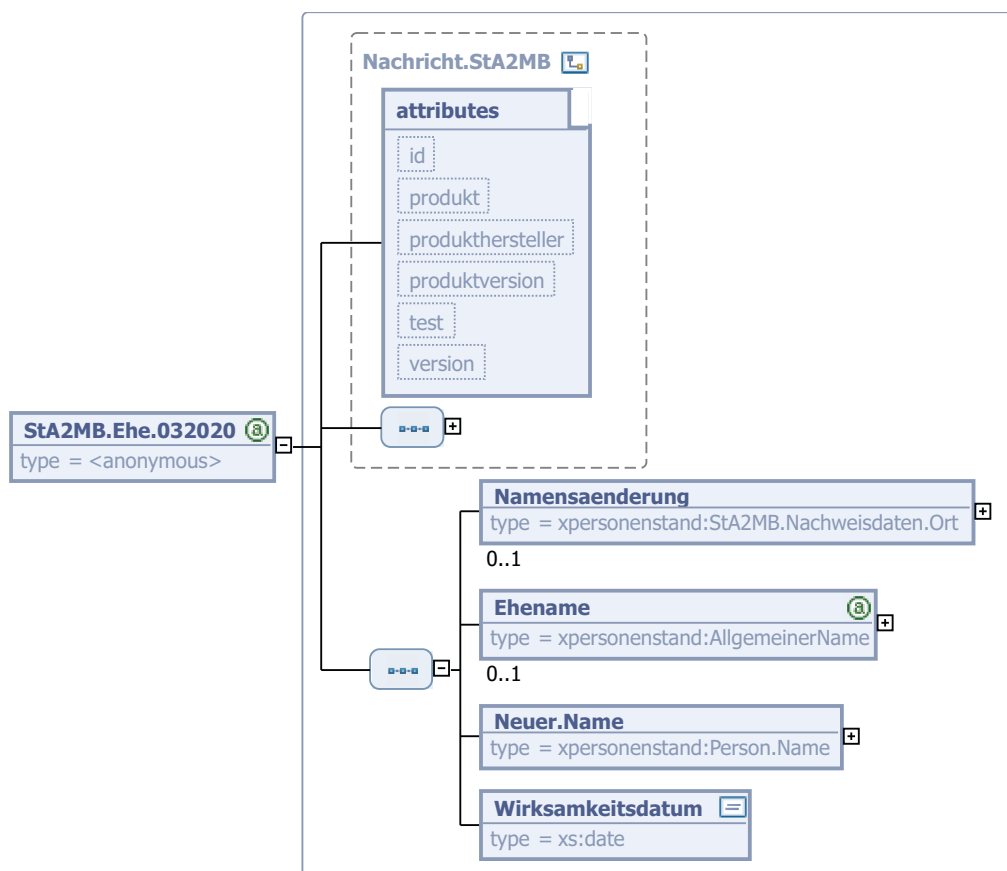 Nachricht.StA2MB
attributes
id
produkt
produkthersteller
produktversion
test
version
StA2MB.Ehe.032020
type = <anonymous>
Namensaenderung
type = xpersonenstand:StA2MB.Nachweisdaten.Ort
0..1
Ehename
type = xpersonenstand:AllgemeinerName
0..1
Neuer.Name
type = xpersonenstand:Person.Name
Wirksamkeitsdatum
type = xs:date